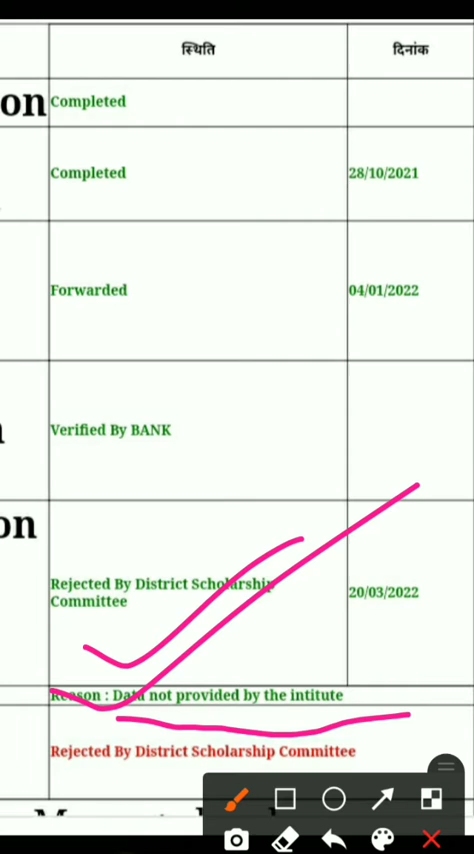 स्थिति दिनांक
on Completed
Completed 28/10/2021
Forwarded 04/01/2022
Verified By BANK
on
Rejected By District Scholarship
Committee 20/03/2022
Reason : Data not provided by the intitute
Rejected By District Scholarship Committee